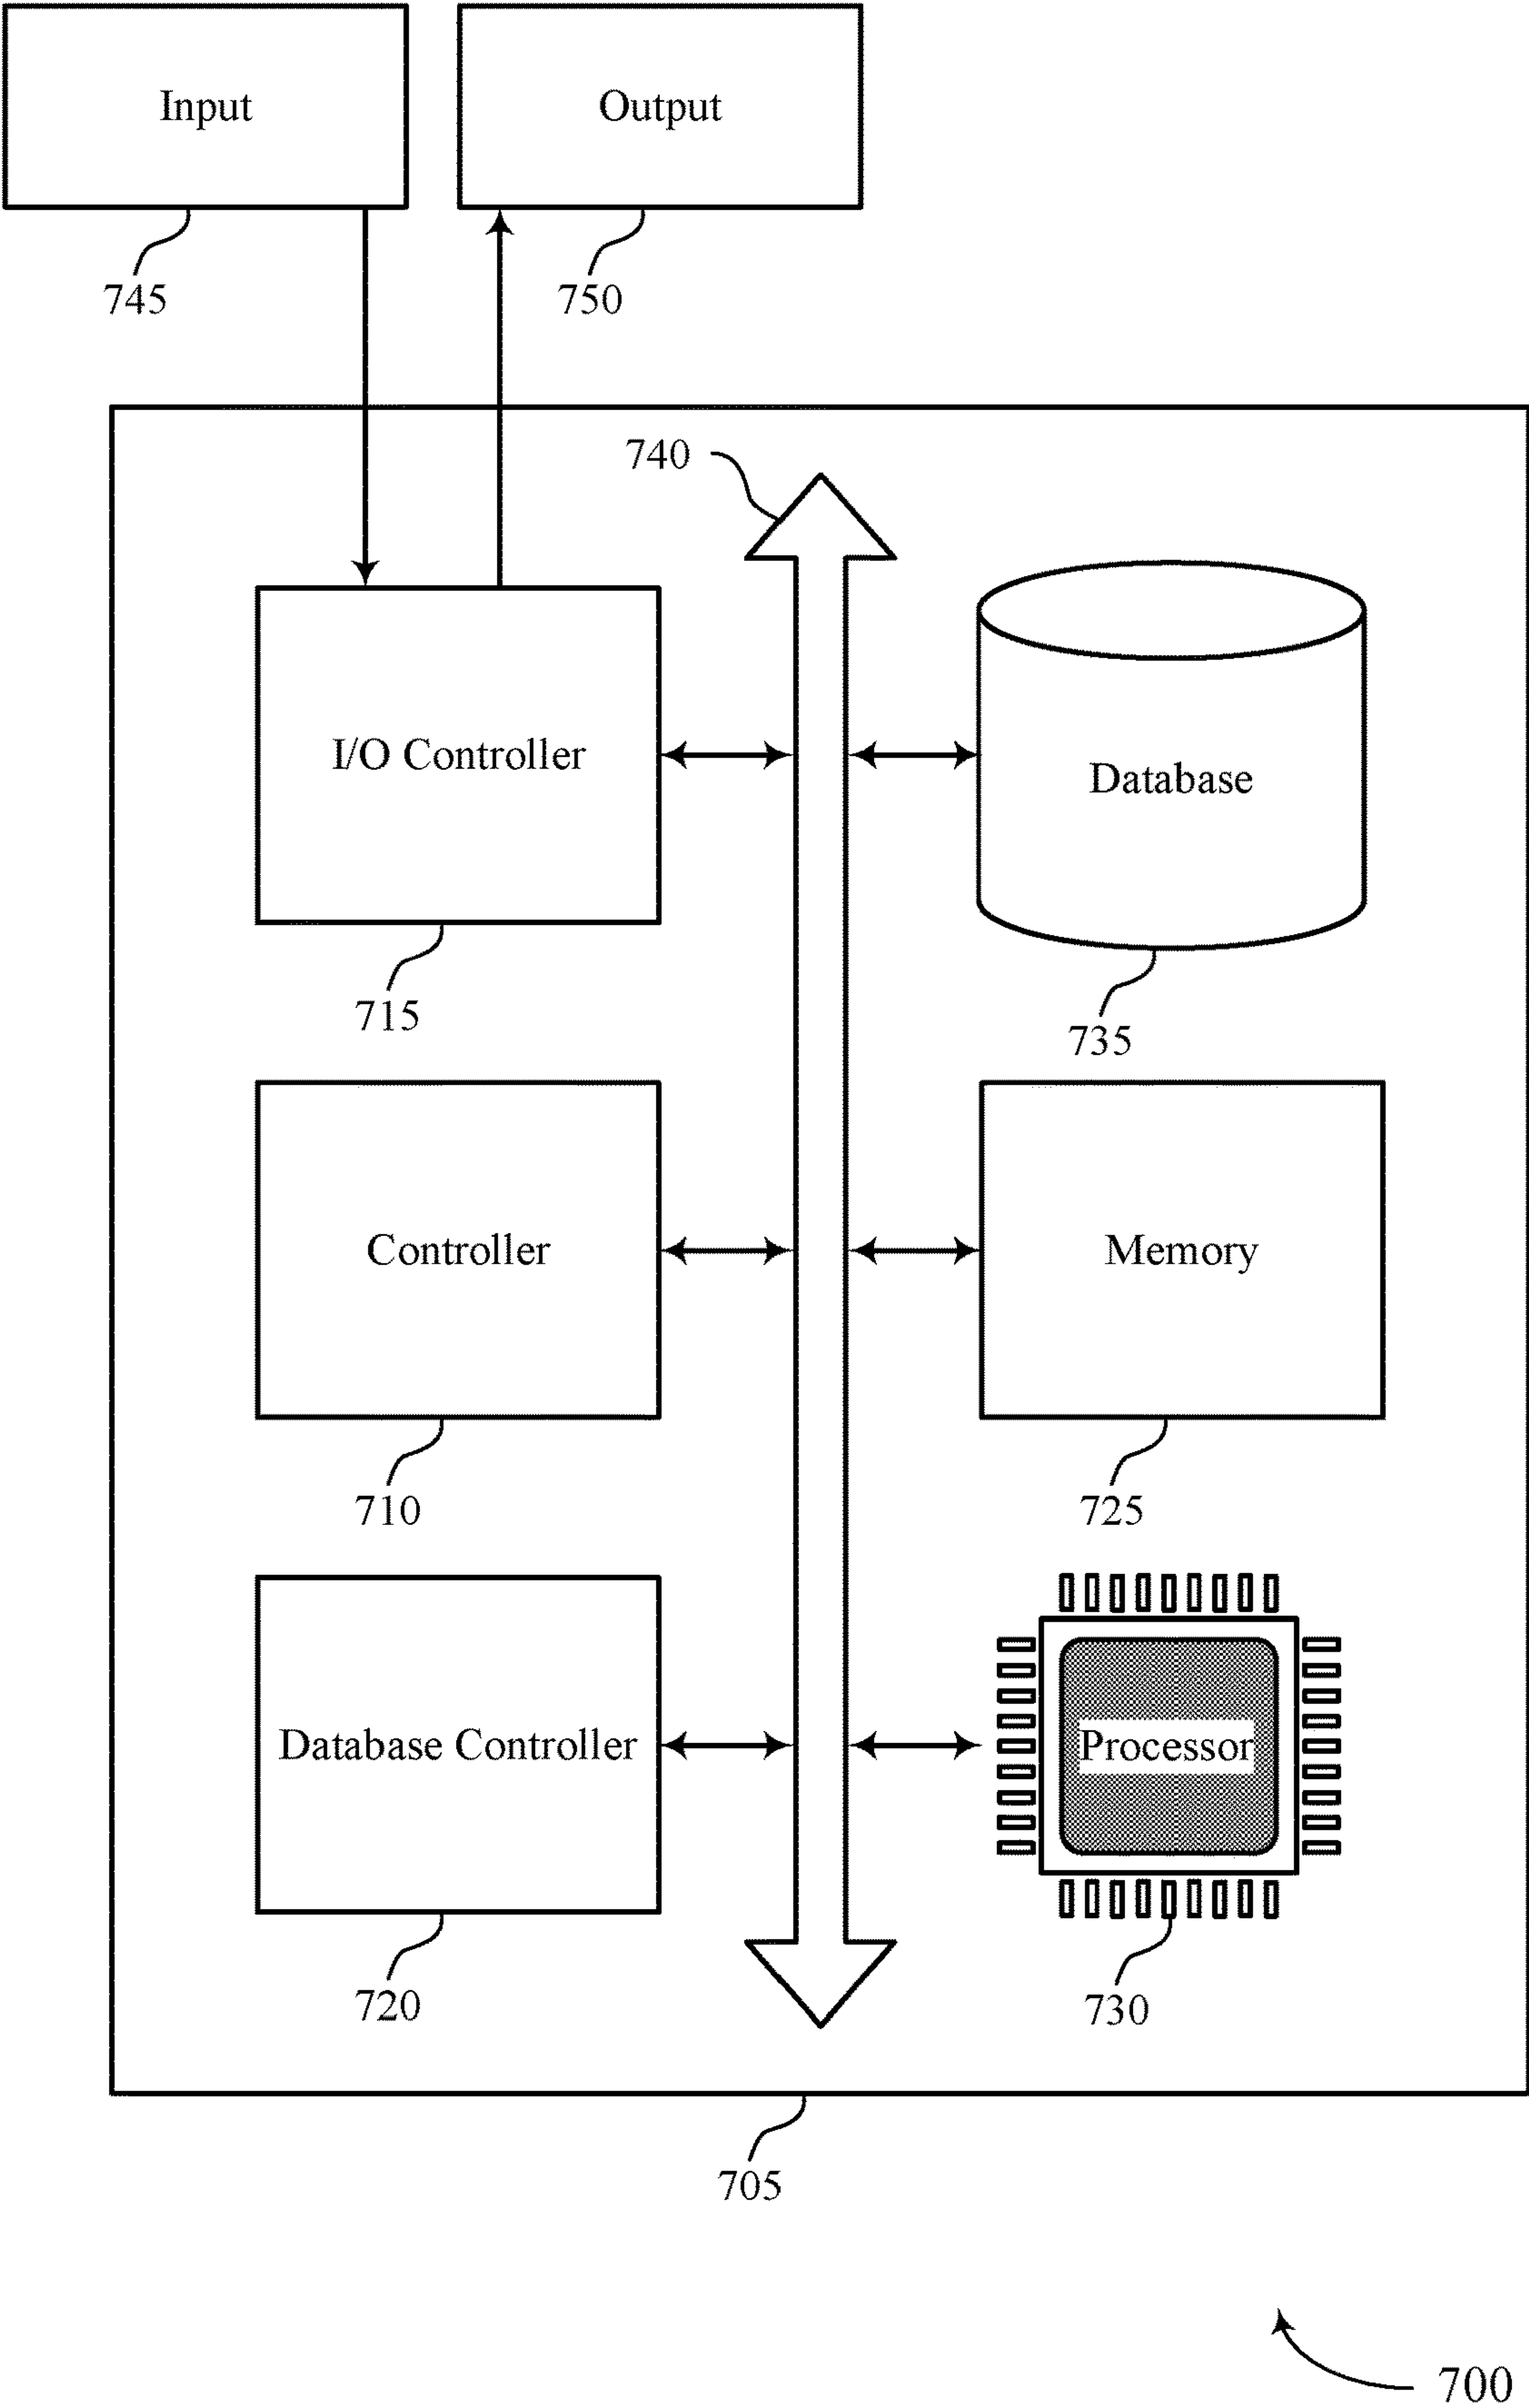 Input
Output
745
750
740
I/O Controller
Database
715
735
Controller
Memory
710
725
Database Controller
Processor
720
730
705
700